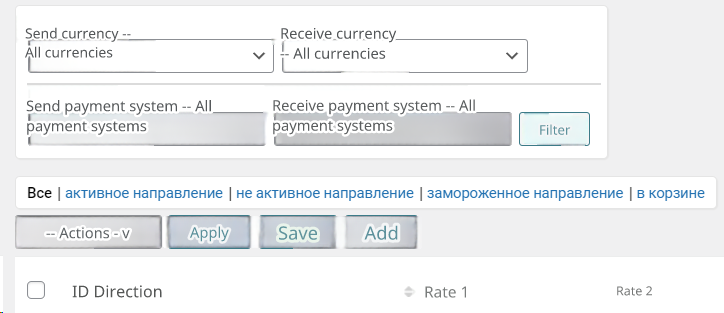 Send currency --
All currencies
Receive currency
-- All currencies
Send payment system -- All
payment systems
Receive payment system -- All
payment systems
Filter
Все | активное направление | не активное направление | замороженное направление | в корзине
-- Actions - v
Apply
Save
Add
ID Direction
Rate 1
Rate 2